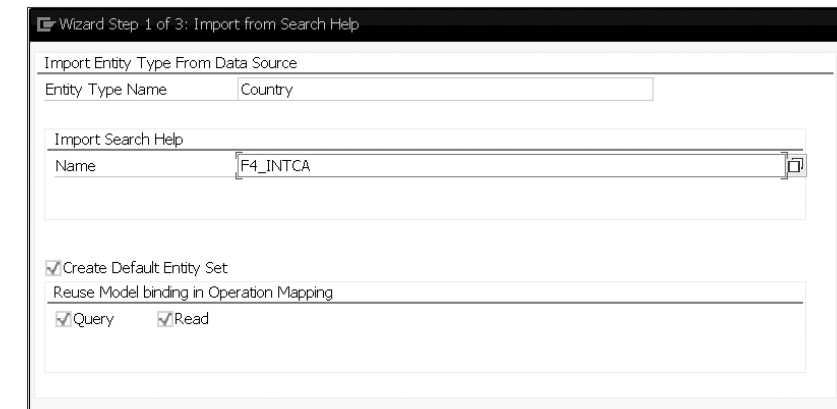 Wizard Step 1 of 3: Import from Search Help
Import Entity Type From Data Source
Entity Type Name Country
Import Search Help
Name F4_INTCA
Create Default Entity Set
Reuse Model binding in Operation Mapping
Query Read